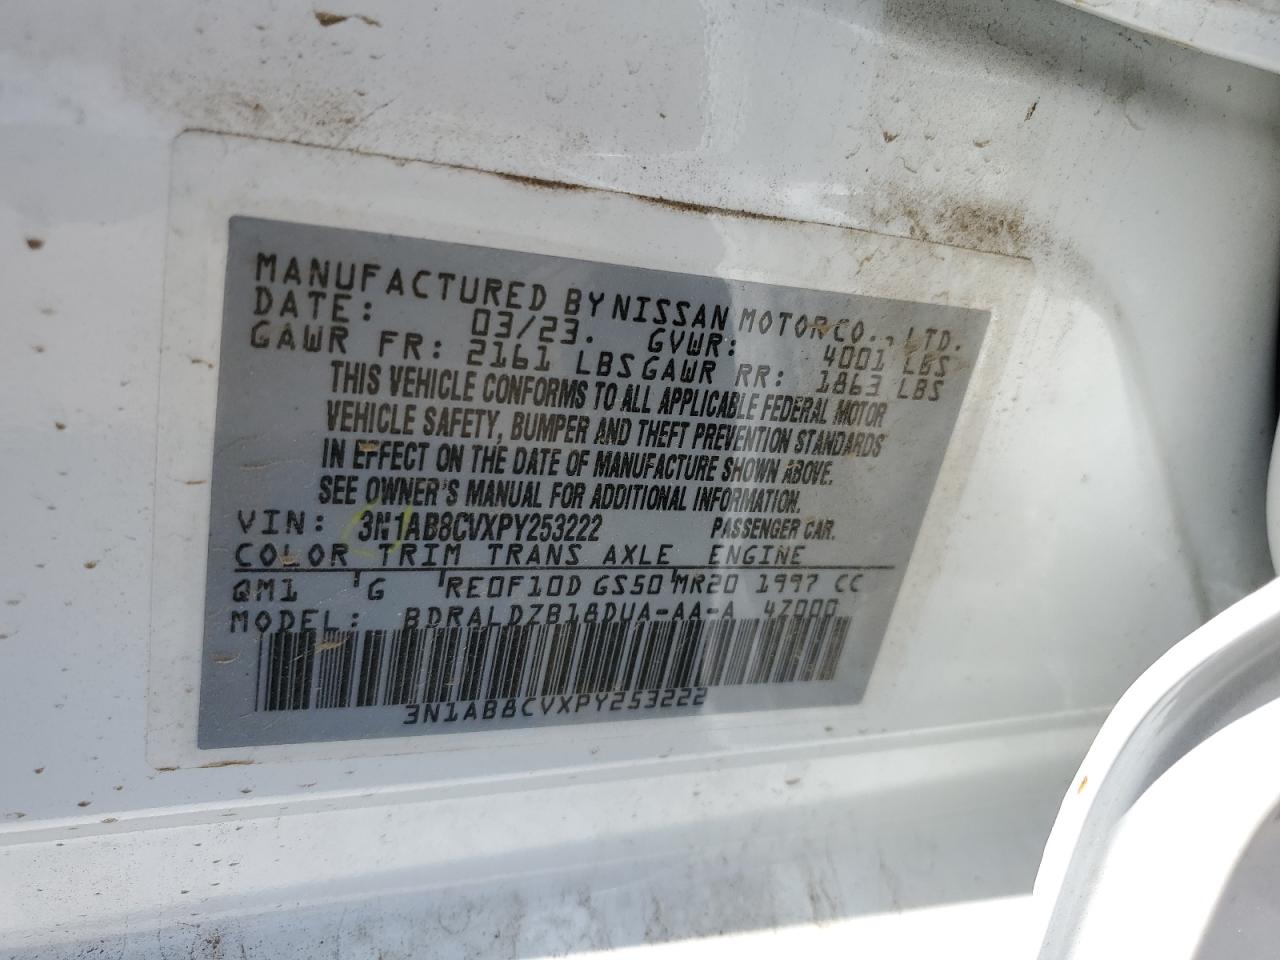 MANUFACTURED BY NISSAN MOTOR CO., LTD.
DATE: 03/23. GVWR: 4001 LBS
GAWR FR: 2161 LBS GAWR RR: 1863 LBS
THIS VEHICLE CONFORMS TO ALL APPLICABLE FEDERAL MOTOR
VEHICLE SAFETY, BUMPER AND THEFT PREVENTION STANDARDS
IN EFFECT ON THE DATE OF MANUFACTURE SHOWN ABOVE.
SEE OWNER'S MANUAL FOR ADDITIONAL INFORMATION.
VIN: 3N1AB8CVXPY253222 PASSENGER CAR.
COLOR TRIM TRANS AXLE ENGINE
QM1 G RE0F10D GS50 MR20 1997 CC
MODEL: BDRALDZB18DUA-AA-A 4Z000
3N1AB8CVXPY253222